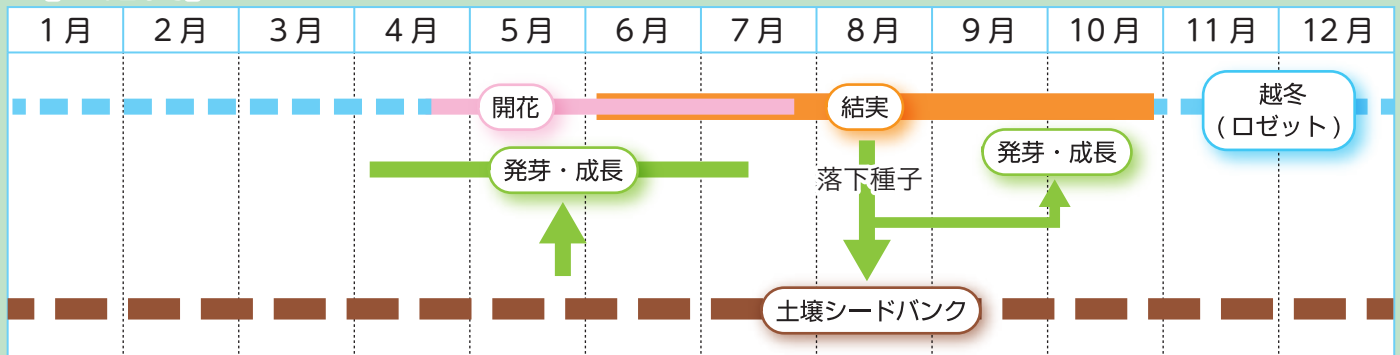 1月 2月 3月 4月 5月 6月 7月 8月 9月 10月 11月 12月
開花
結実
越冬
(ロゼット)
発芽・成長
発芽・成長
落下種子
土壌シードバンク